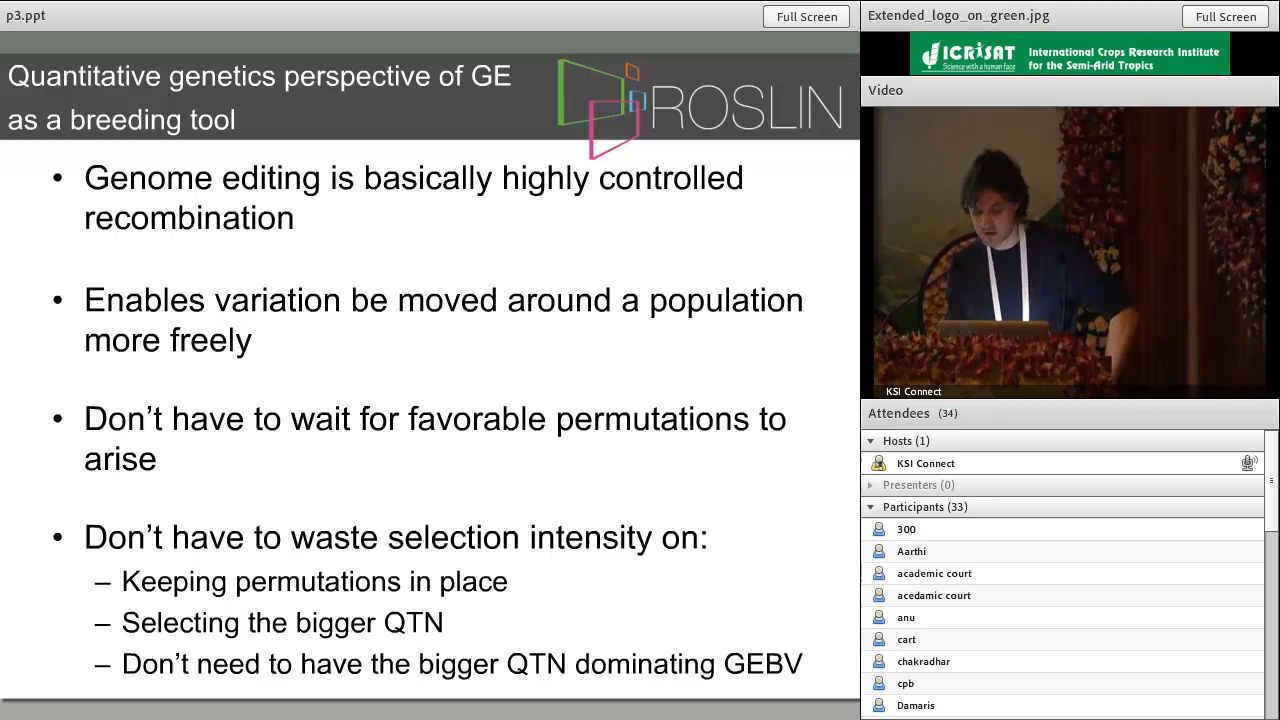 p3.ppt
Full Screen
Quantitative genetics perspective of GE
as a breeding tool
ROSLIN
• Genome editing is basically highly controlled
recombination
• Enables variation be moved around a population
more freely
• Don't have to wait for favorable permutations to
arise
• Don't have to waste selection intensity on:
– Keeping permutations in place
– Selecting the bigger QTN
– Don't need to have the bigger QTN dominating GEBV
Extended_logo_on_green.jpg
Full Screen
ICRISAT
Science with a human face
International Crops Research Institute
for the Semi-Arid Tropics
Video
KSI Connect
Attendees (34)
Hosts (1)
KSI Connect
Presenters (0)
Participants (33)
300
Aarthi
academic court
acedamic court
anu
cart
chakradhar
cpb
Damaris